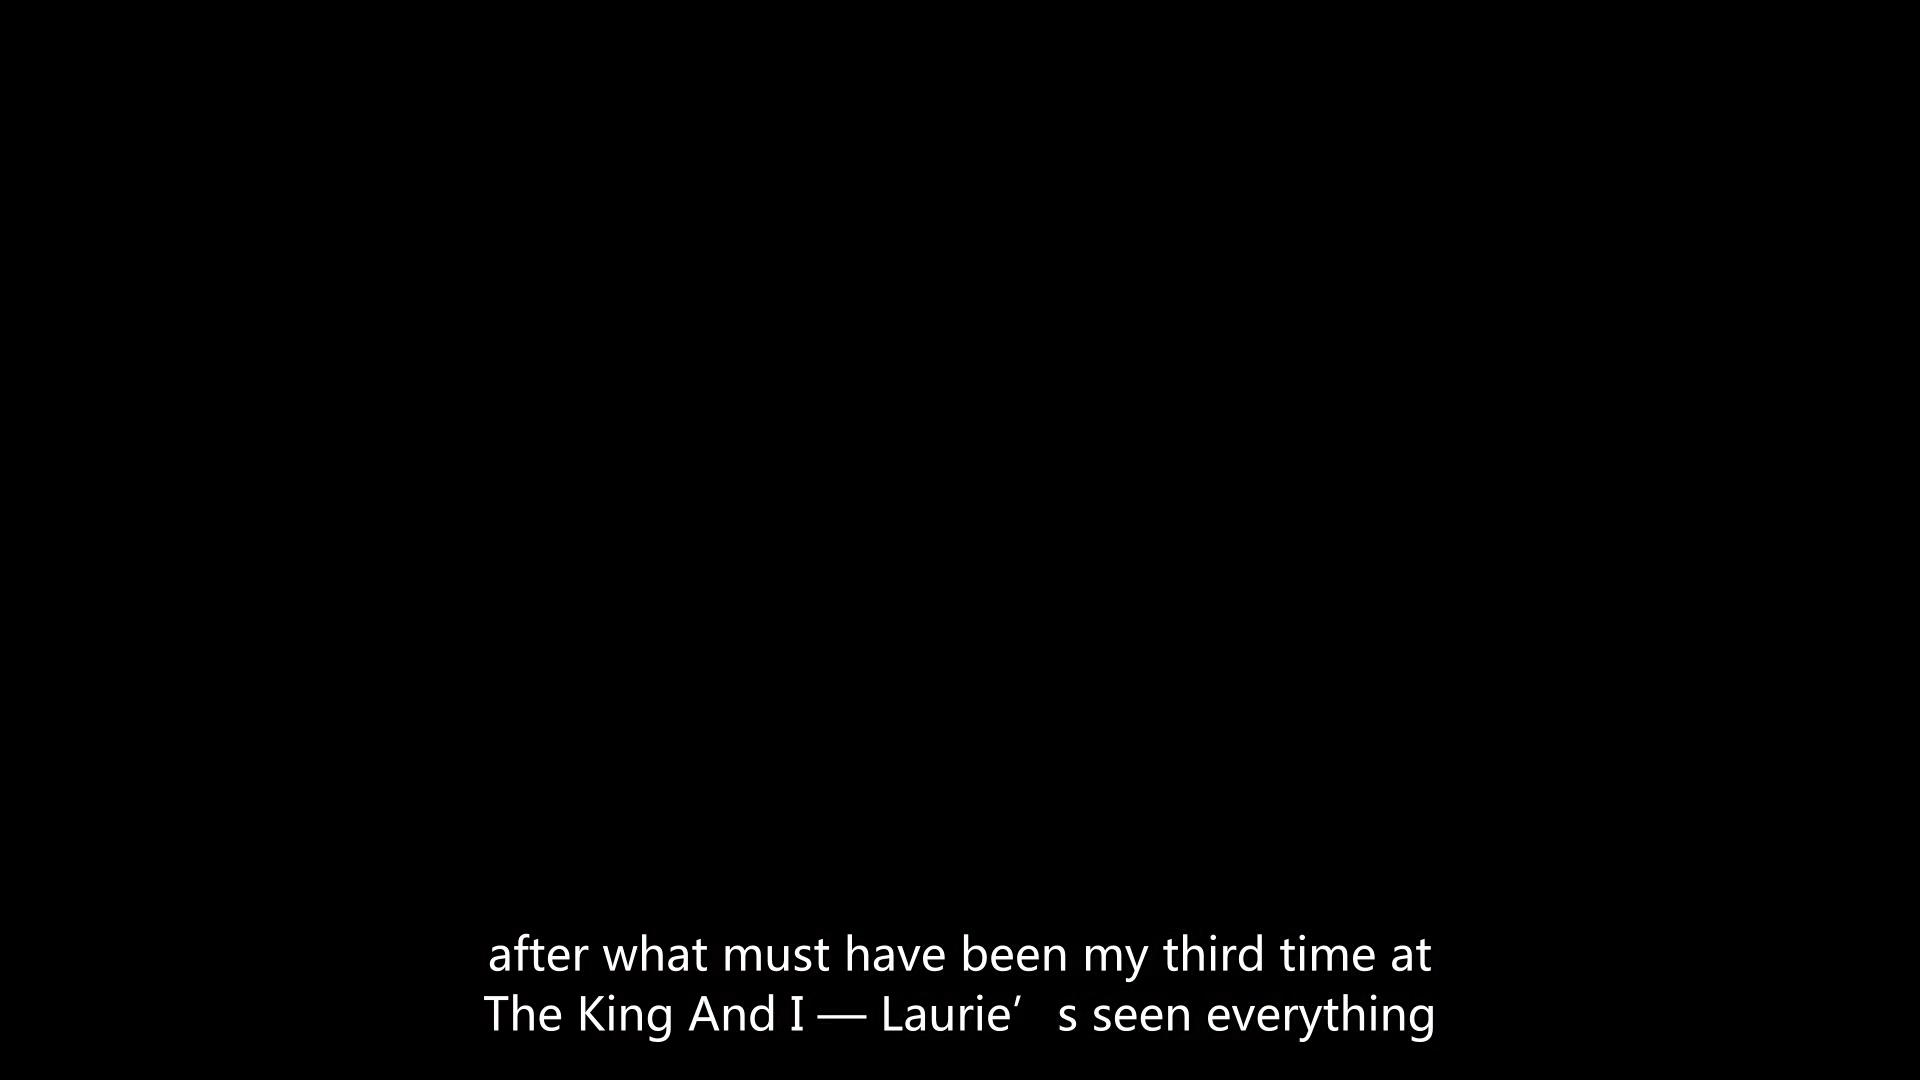 after what must have been my third time at
The King And I — Laurie’s seen everything